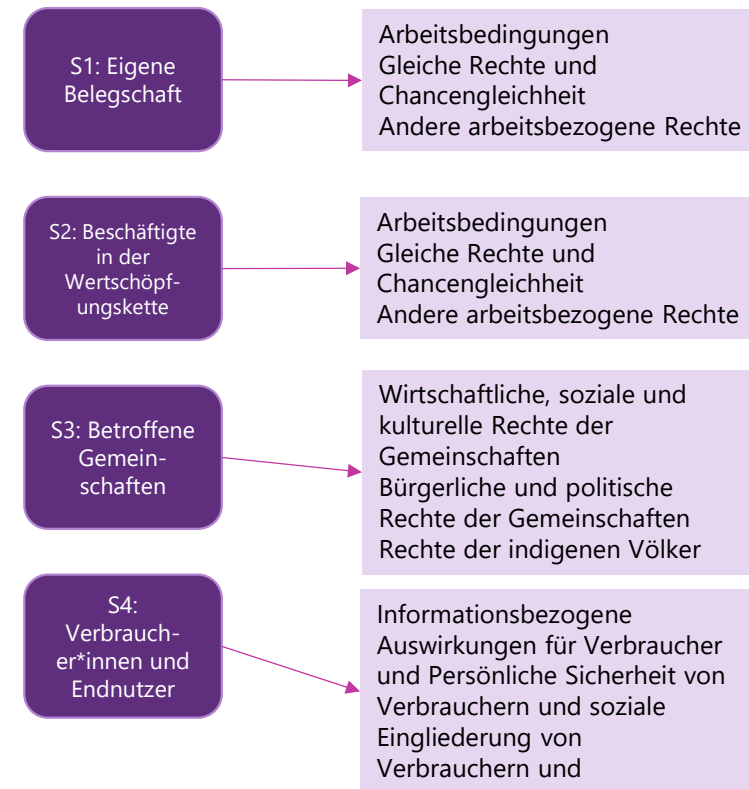 S1: Eigene
Belegschaft
Arbeitsbedingungen
Gleiche Rechte und
Chancengleichheit
Andere arbeitsbezogene Rechte
S2: Beschäftigte
in der
Wertschöpf-
ungskette
Arbeitsbedingungen
Gleiche Rechte und
Chancengleichheit
Andere arbeitsbezogene Rechte
S3: Betroffene
Gemein-
schaften
Wirtschaftliche, soziale und
kulturelle Rechte der
Gemeinschaften
Bürgerliche und politische
Rechte der Gemeinschaften
Rechte der indigenen Völker
S4:
Verbrauch-
er*innen und
Endnutzer
Informationsbezogene
Auswirkungen für Verbraucher
und Persönliche Sicherheit von
Verbrauchern und soziale
Eingliederung von
Verbrauchern und